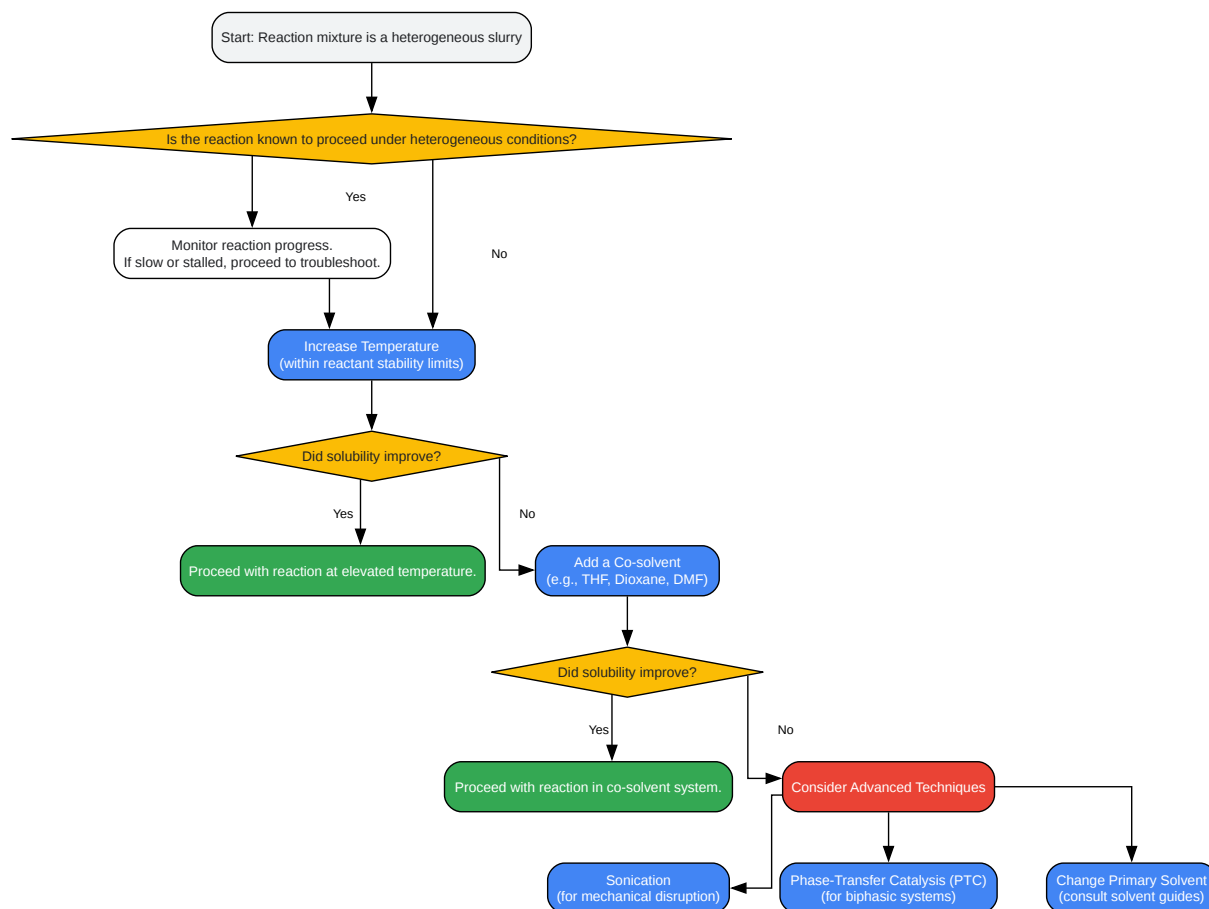 Start: Reaction mixture is a heterogeneous slurry
Is the reaction known to proceed under heterogeneous conditions?
Yes
Monitor reaction progress.
If slow or stalled, proceed to troubleshoot.
No
Increase Temperature
(within reactant stability limits)
Did solubility improve?
Yes
No
Proceed with reaction at elevated temperature.
Add a Co-solvent
(e.g., THF, Dioxane, DMF)
Did solubility improve?
Yes
No
Proceed with reaction in co-solvent system.
Consider Advanced Techniques
Sonication
(for mechanical disruption)
Phase-Transfer Catalysis (PTC)
(for biphasic systems)
Change Primary Solvent
(consult solvent guides)